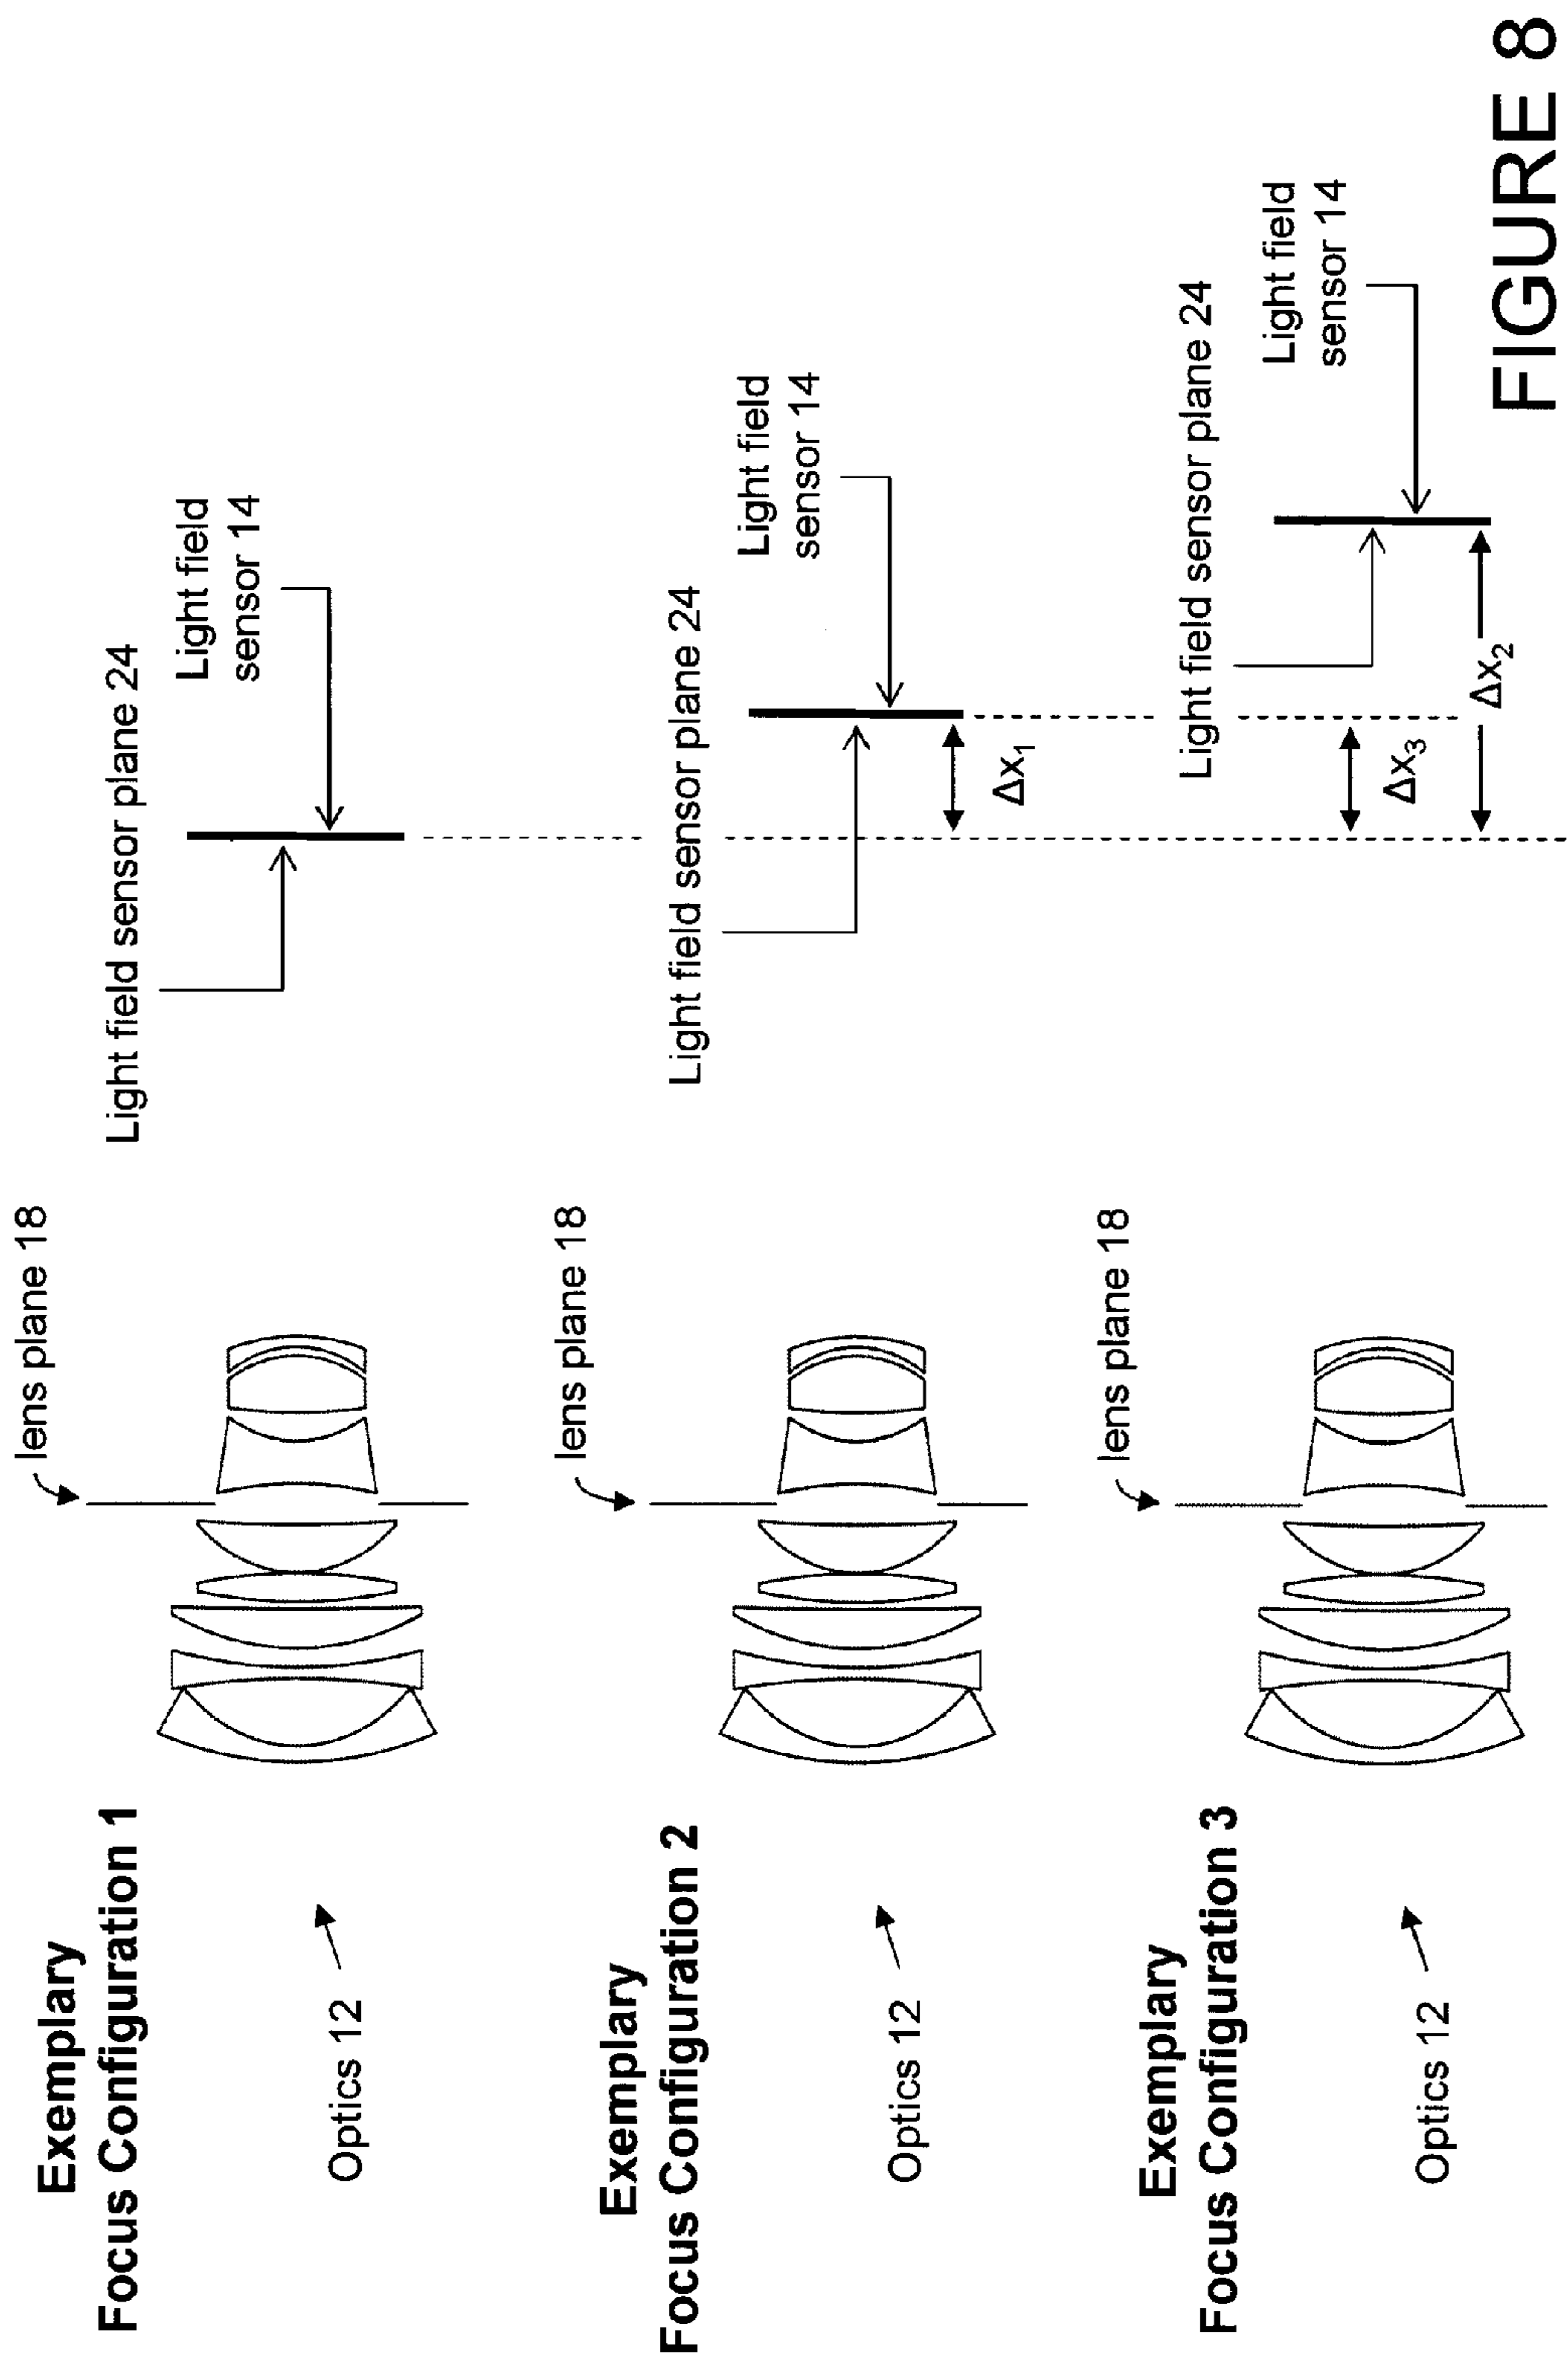 Exemplary
Focus Configuration 1
Optics 12
lens plane 18
Light field sensor plane 24
Light field
sensor 14
Exemplary
Focus Configuration 2
Optics 12
lens plane 18
Light field sensor plane 24
Light field
sensor 14
Δx₁
Exemplary
Focus Configuration 3
Optics 12
lens plane 18
Light field sensor plane 24
Light field
sensor 14
Δx₃
Δx₂
FIGURE 8